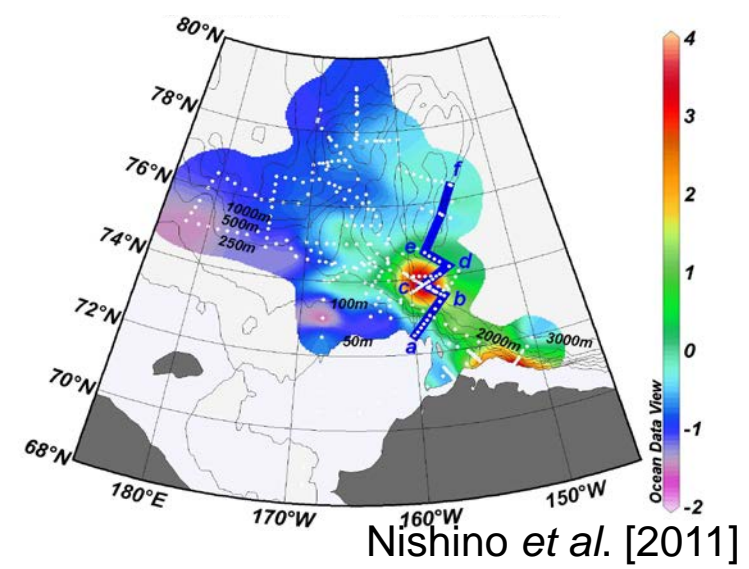 80°N
78°N
76°N
74°N
72°N
70°N
68°N
1000m
500m
250m
100m
50m
2000m
3000m
f
e
d
c
b
a
180°E
170°W
160°W
150°W
4
3
2
1
0
-1
-2
Ocean Data View
Nishino et al. [2011]